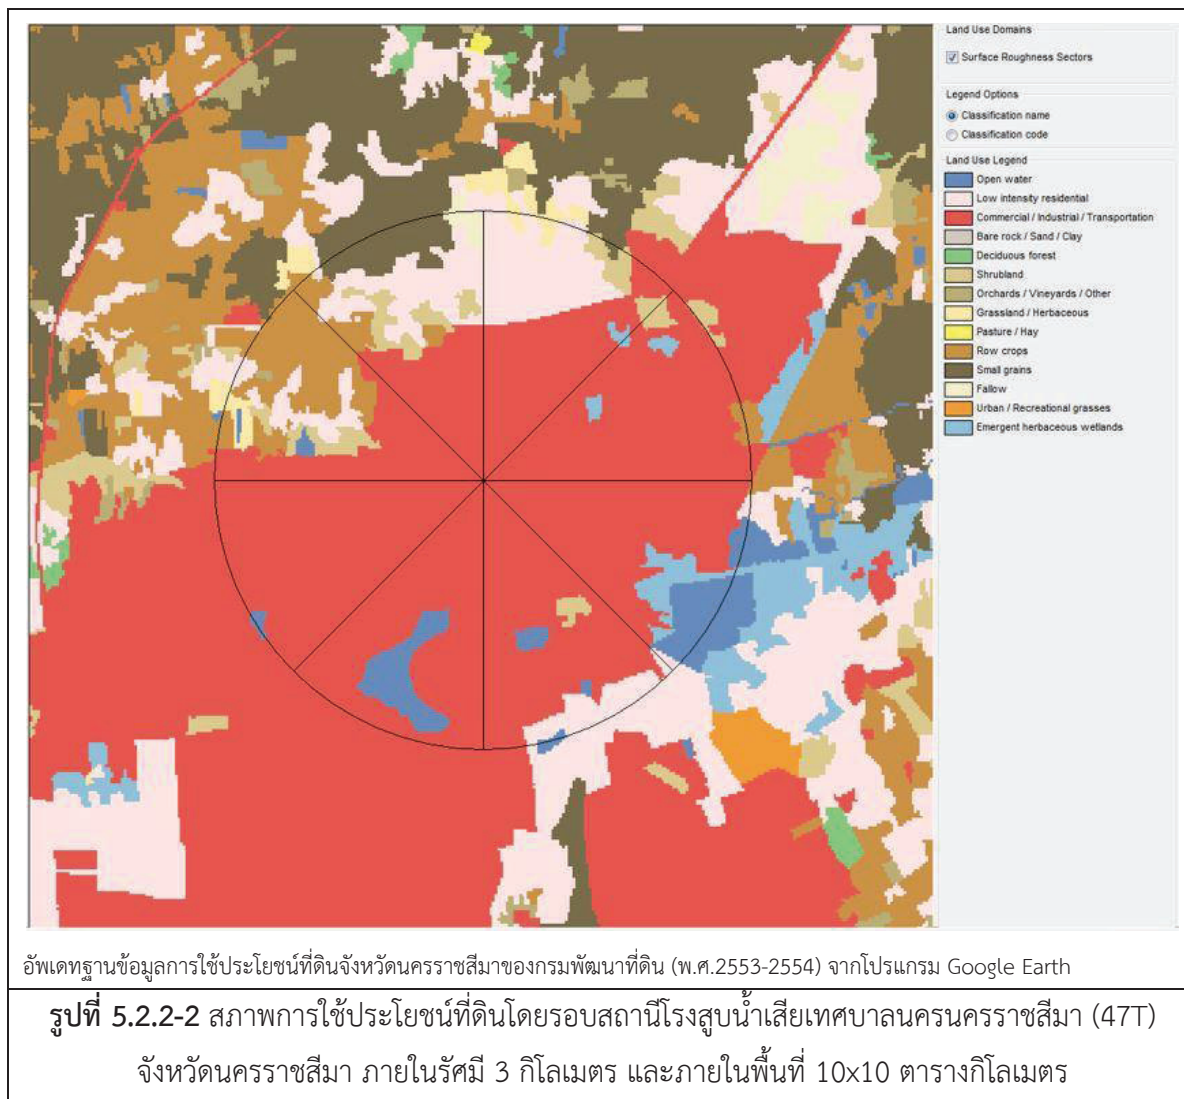 Land Use Domains
Surface Roughness Sectors
Legend Options
Classification name
Classification code
Land Use Legend
Open water
Low intensity residential
Commercial / Industrial / Transportation
Bare rock / Sand / Clay
Deciduous forest
Shrubland
Orchards / Vineyards / Other
Grassland / Herbaceous
Pasture / Hay
Row crops
Small grains
Fallow
Urban / Recreational grasses
Emergent herbaceous wetlands
อัพเดทฐานข้อมูลการใช้ประโยชน์ที่ดินจังหวัดนครราชสีมาของกรมพัฒนาที่ดิน (พ.ศ.2553-2554) จากโปรแกรม Google Earth
รูปที่ 5.2.2-2 สภาพการใช้ประโยชน์ที่ดินโดยรอบสถานีโรงสูบน้ำเสียเทศบาลนครนครราชสีมา (47T)
จังหวัดนครราชสีมา ภายในรัศมี 3 กิโลเมตร และภายในพื้นที่ 10x10 ตารางกิโลเมตร